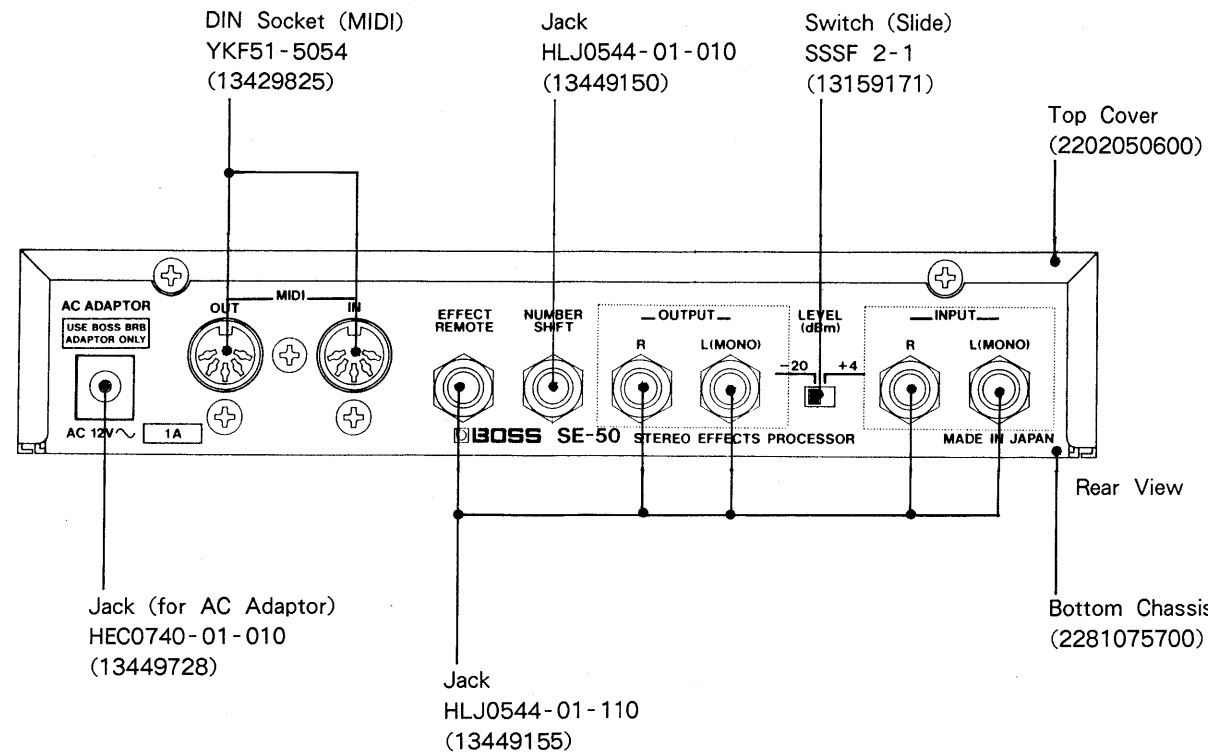 DIN Socket (MIDI)
YKF51-5054
(13429825)
Jack
HLJ0544-01-010
(13449150)
Switch (Slide)
SSSF 2-1
(13159171)
Top Cover
(2202050600)
AC ADAPTOR
USE BOSS BRB
ADAPTOR ONLY
AC 12V~
1A
OUT
MIDI
IN
EFFECT
REMOTE
NUMBER
SHIFT
OUTPUT
R
L(MONO)
LEVEL
(dBm)
-20
+4
INPUT
R
L(MONO)
BOSS SE-50 STEREO EFFECTS PROCESSOR
MADE IN JAPAN
Rear View
Jack (for AC Adaptor)
HEC0740-01-010
(13449728)
Jack
HLJ0544-01-110
(13449155)
Bottom Chassis
(2281075700)